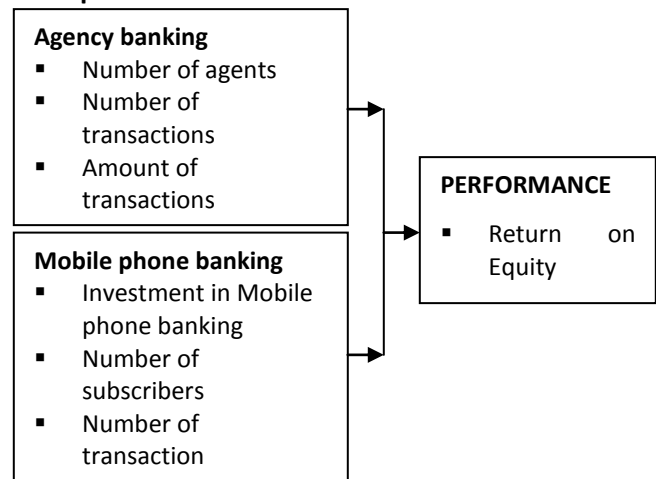 Agency banking
▪ Number of agents
▪ Number of
transactions
▪ Amount of
transactions
PERFORMANCE
▪ Return on
Equity
Mobile phone banking
▪ Investment in Mobile
phone banking
▪ Number of
subscribers
▪ Number of
transaction